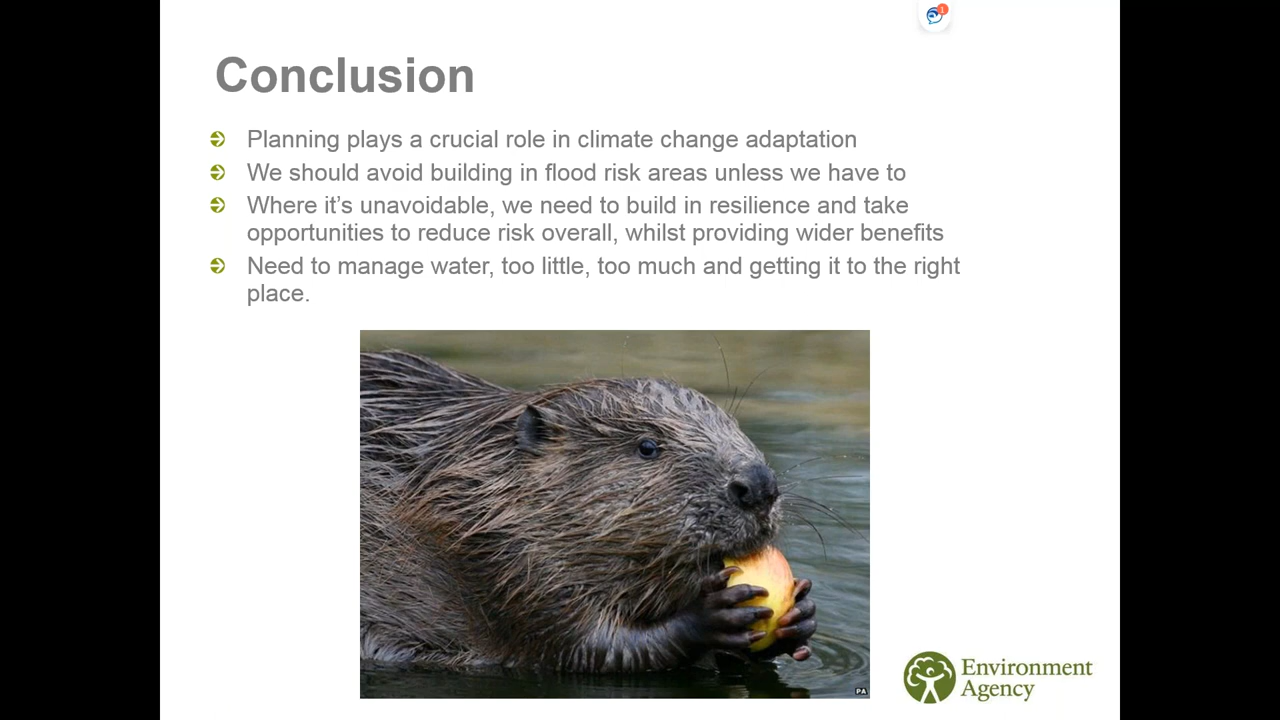 1
Conclusion
Planning plays a crucial role in climate change adaptation
We should avoid building in flood risk areas unless we have to
Where it’s unavoidable, we need to build in resilience and take
opportunities to reduce risk overall, whilst providing wider benefits
Need to manage water, too little, too much and getting it to the right
place.
PA
Environment
Agency